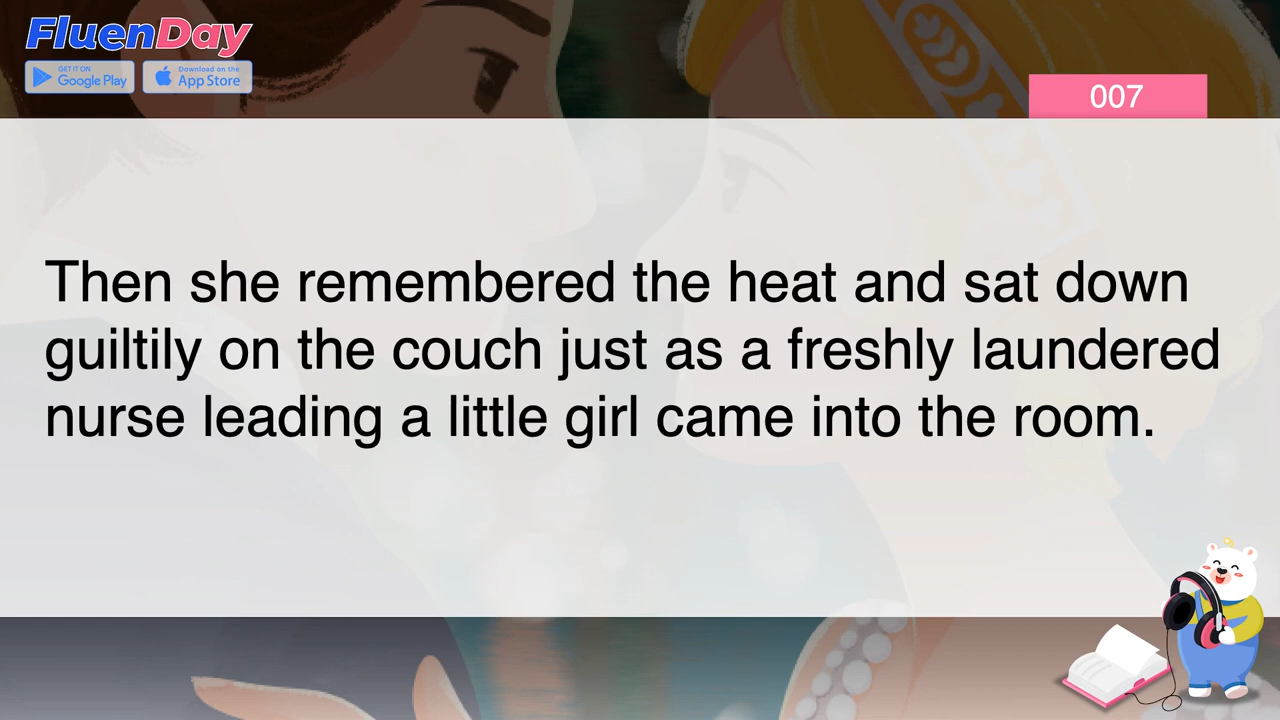 FluenDay
GET IT ON
Google Play
Download on the
App Store
007
Then she remembered the heat and sat down
guiltily on the couch just as a freshly laundered
nurse leading a little girl came into the room.